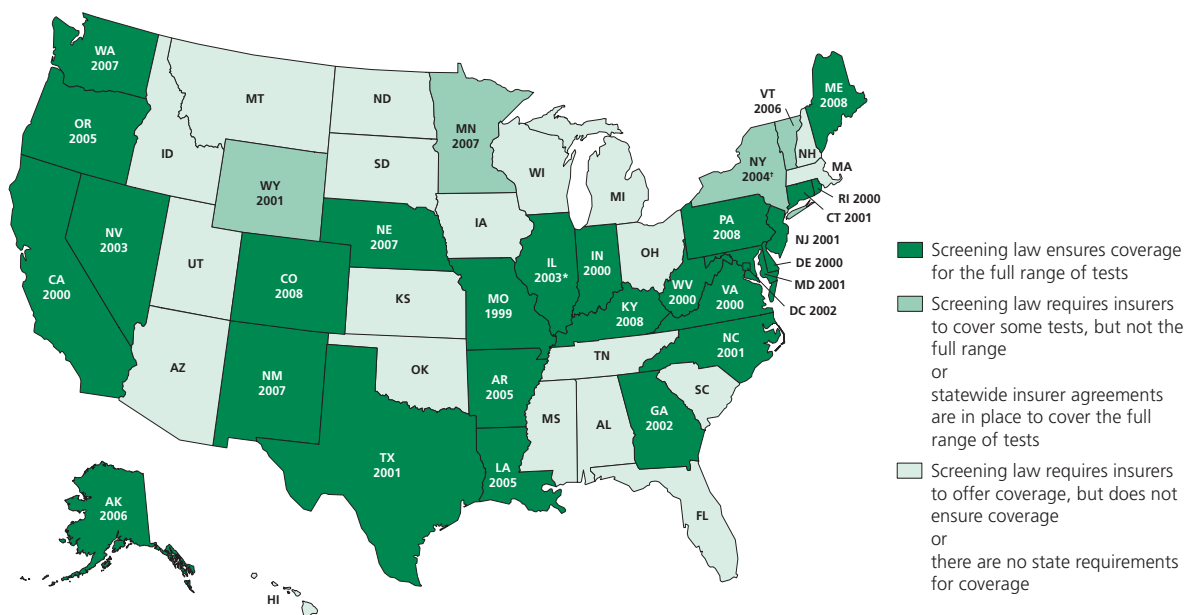 WA
2007
OR
2005
CA
2000
NV
2003
ID
MT
WY
2001
UT
AZ
CO
2008
NM
2007
ND
SD
NE
2007
KS
OK
TX
2001
MN
2007
IA
MO
1999
AR
2005
LA
2005
WI
IL
2003*
MI
IN
2000
OH
KY
2008
TN
MS
AL
GA
2002
FL
SC
NC
2001
VA
2000
WV
2000
PA
2008
NY
2004†
VT
2006
NH
ME
2008
MA
RI 2000
CT 2001
NJ 2001
DE 2000
MD 2001
DC 2002
AK
2006
HI
Screening law ensures coverage
for the full range of tests
Screening law requires insurers
to cover some tests, but not the
full range
or
statewide insurer agreements
are in place to cover the full
range of tests
Screening law requires insurers
to offer coverage, but does not
ensure coverage
or
there are no state requirements
for coverage